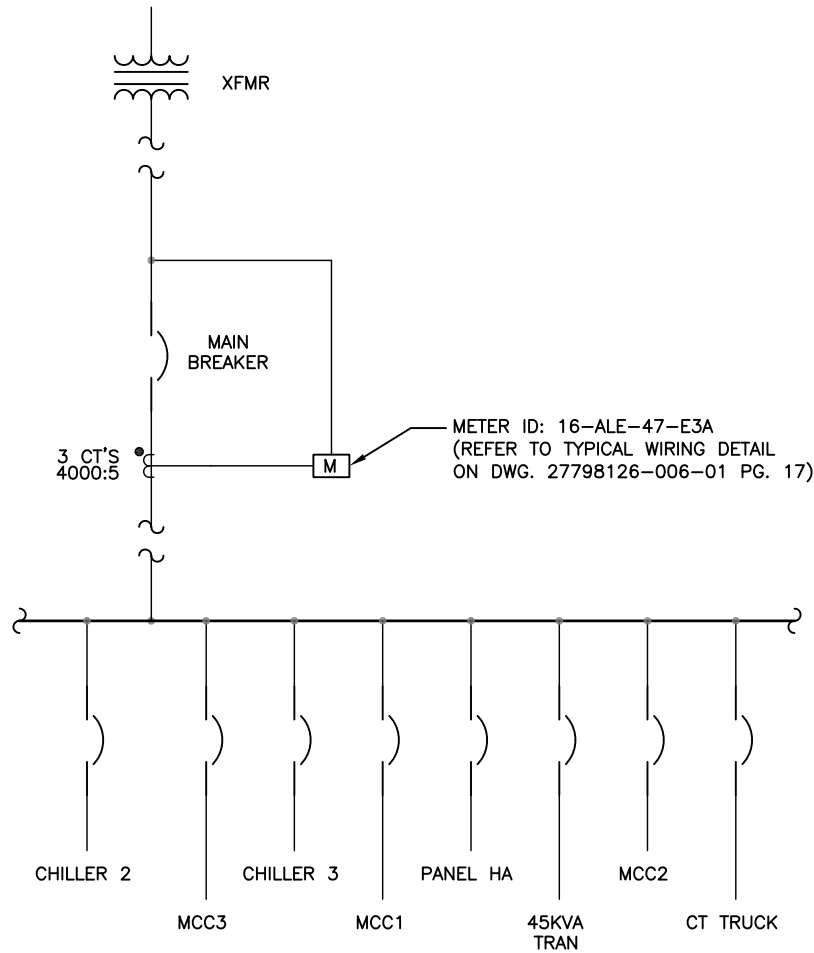 XFMR
MAIN
BREAKER
3 CT'S
4000:5
M
METER ID: 16-ALE-47-E3A
(REFER TO TYPICAL WIRING DETAIL
ON DWG. 27798126-006-01 PG. 17)
CHILLER 2
MCC3
CHILLER 3
MCC1
PANEL HA
45KVA
TRAN
MCC2
CT TRUCK